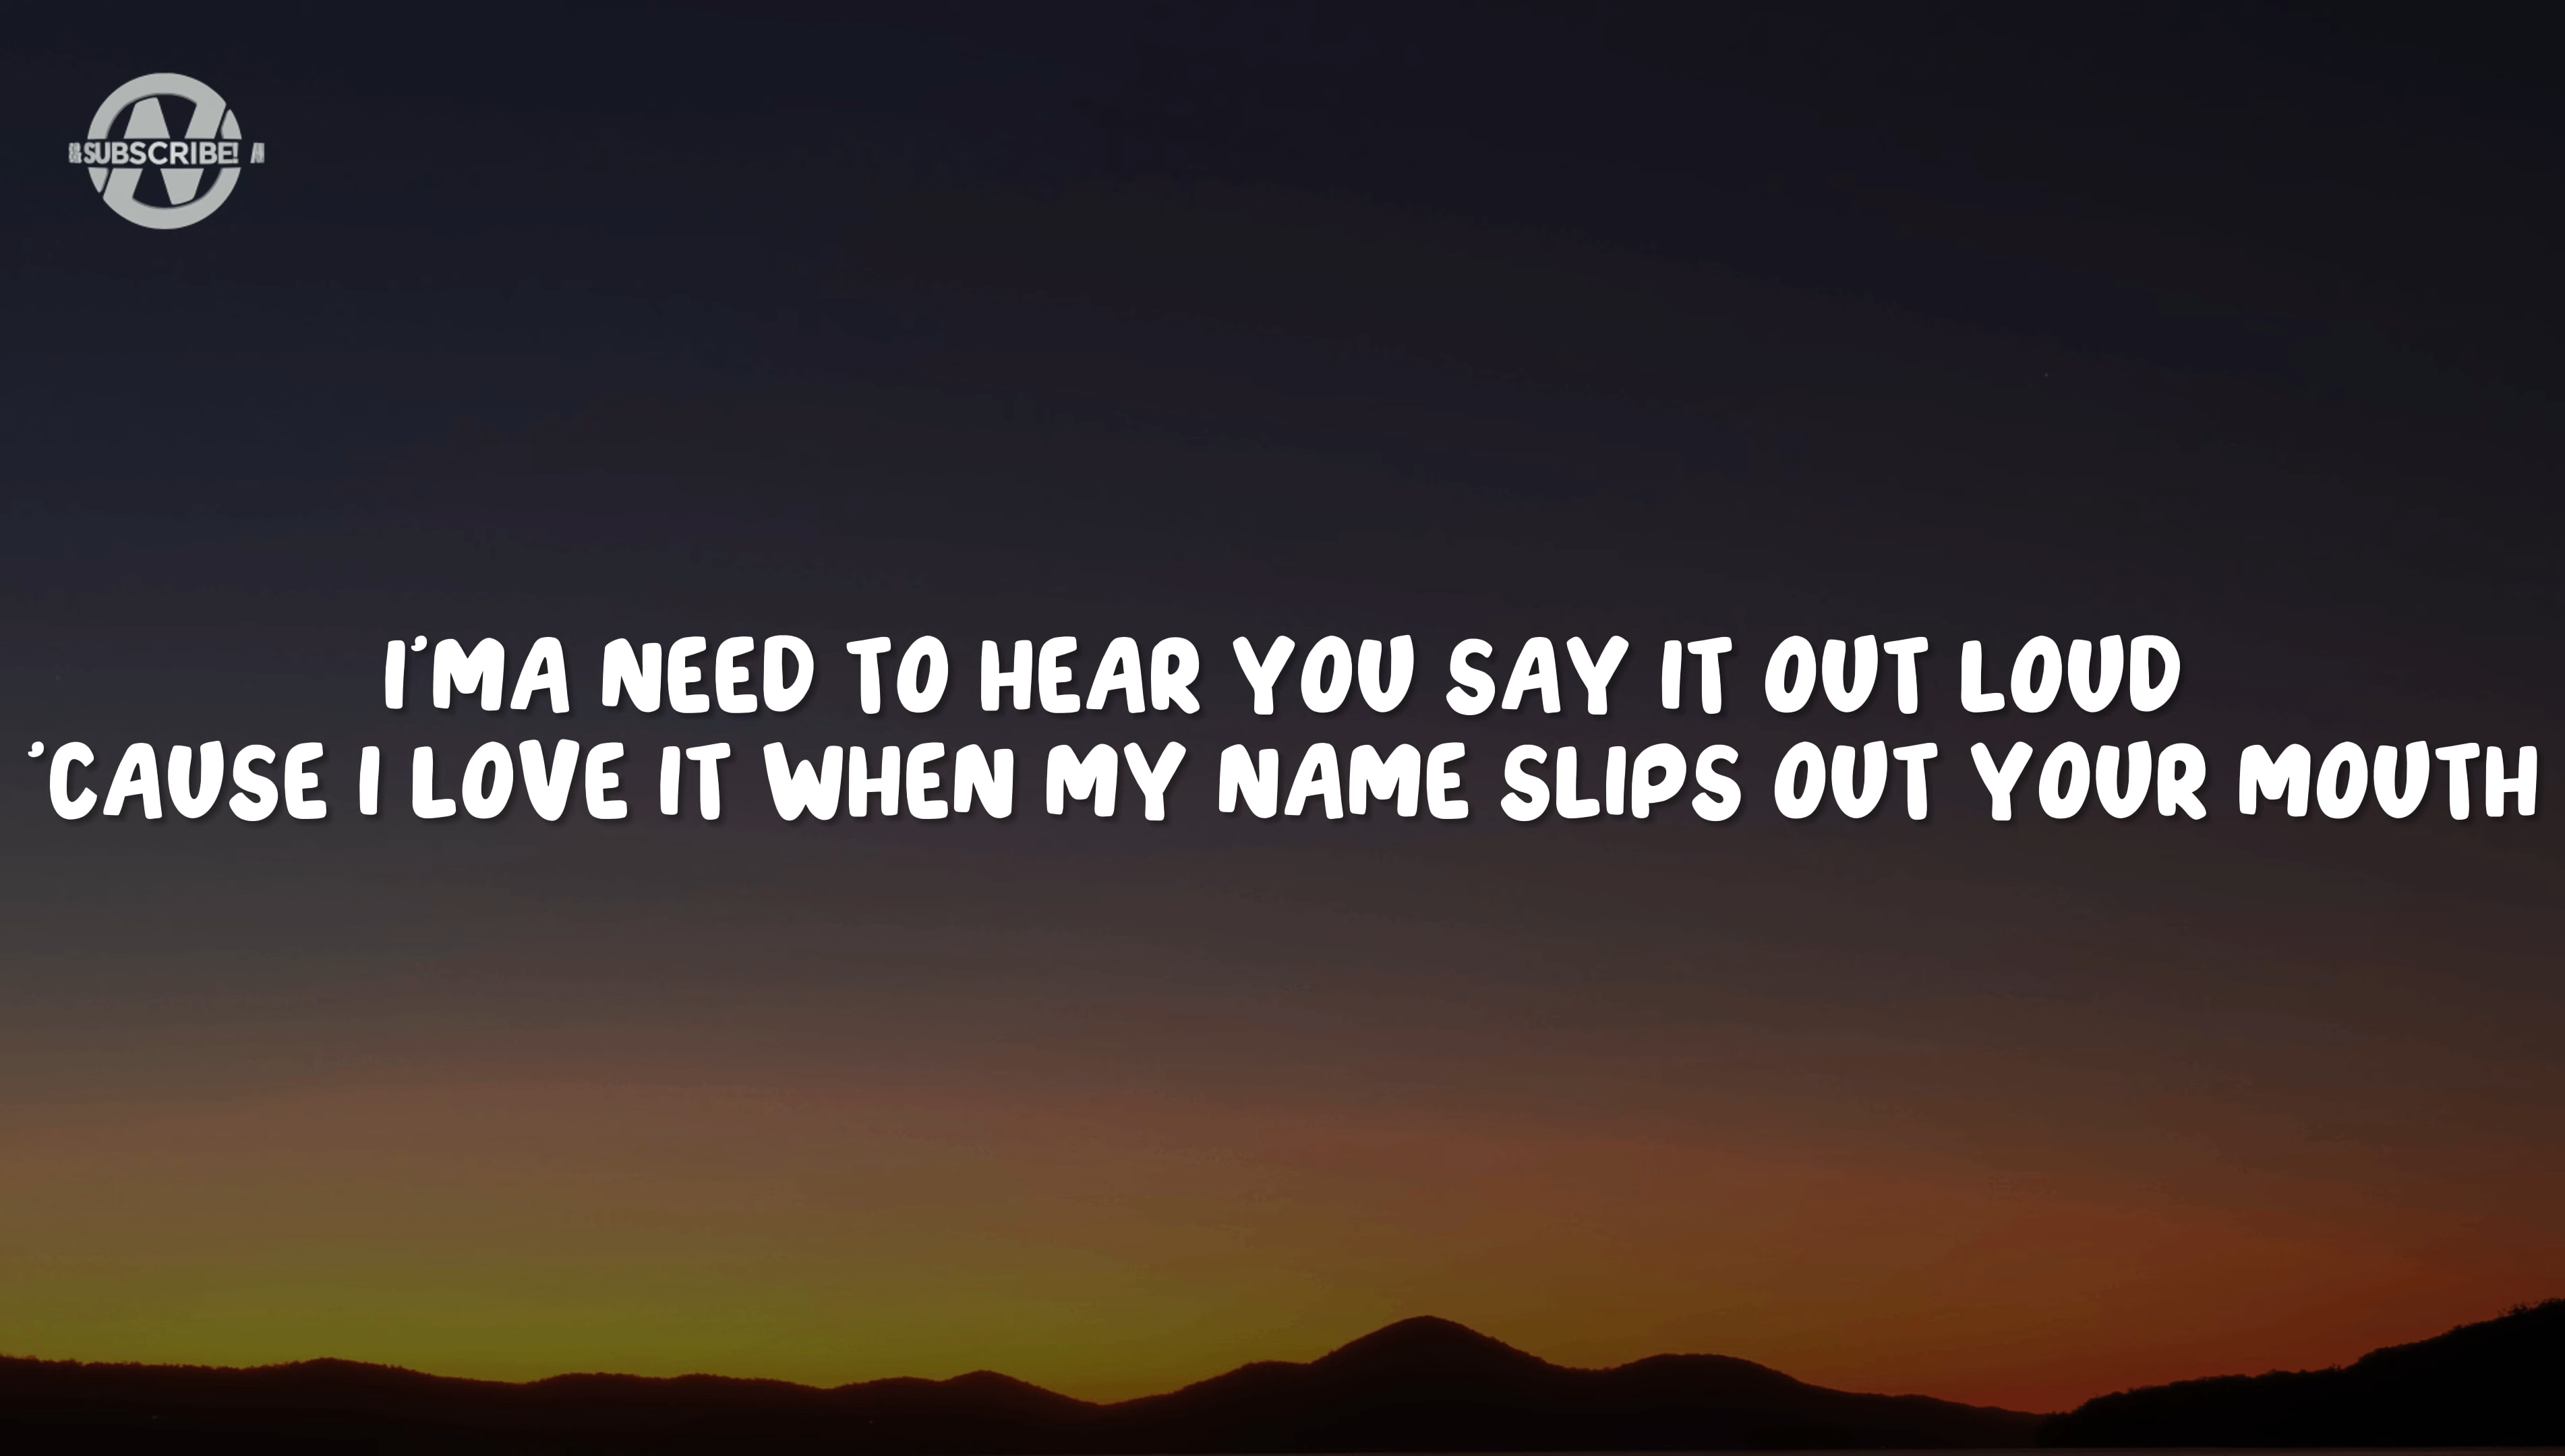 SUBSCRIBE!
I'MA NEED TO HEAR YOU SAY IT OUT LOUD
'CAUSE I LOVE IT WHEN MY NAME SLIPS OUT YOUR MOUTH